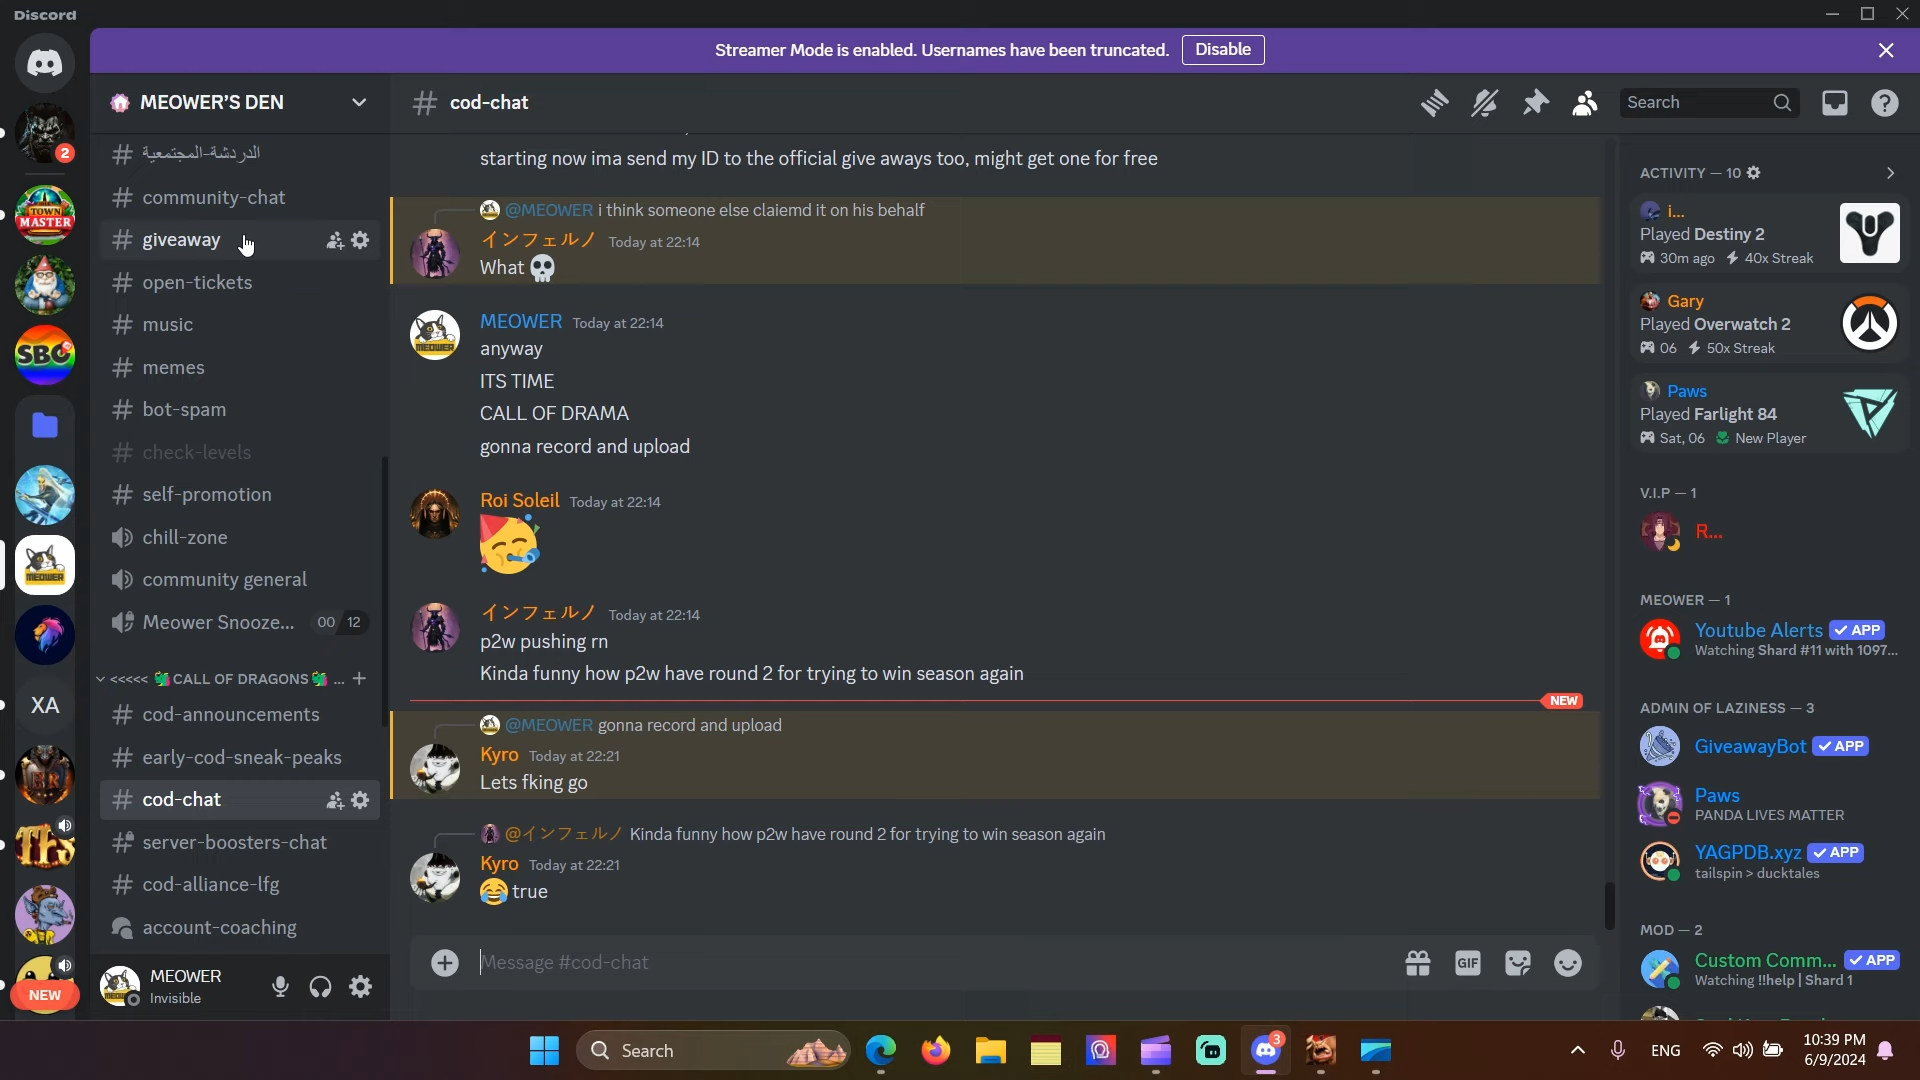 Discord
Streamer Mode is enabled. Usernames have been truncated.
Disable
MEOWER'S DEN
cod-chat
Search
2
TOWN MASTER
SBC
MEOWER
XA
NEW
الدردشة-المجتمعية
community-chat
giveaway
open-tickets
music
memes
bot-spam
check-levels
self-promotion
chill-zone
community general
Meower Snooze... 00 12
<<<<< 🐲CALL OF DRAGONS🐲 ...
cod-announcements
early-cod-sneak-peaks
cod-chat
server-boosters-chat
cod-alliance-lfg
account-coaching
MEOWER
Invisible
starting now ima send my ID to the official give aways too, might get one for free
@MEOWER i think someone else claiemd it on his behalf
インフェルノ Today at 22:14
What 💀
MEOWER Today at 22:14
anyway
ITS TIME
CALL OF DRAMA
gonna record and upload
Roi Soleil Today at 22:14
🥳
インフェルノ Today at 22:14
p2w pushing rn
Kinda funny how p2w have round 2 for trying to win season again
NEW
@MEOWER gonna record and upload
Kyro Today at 22:21
Lets fking go
@インフェルノ Kinda funny how p2w have round 2 for trying to win season again
Kyro Today at 22:21
😂 true
Message #cod-chat
GIF
ACTIVITY — 10
i...
Played Destiny 2
30m ago 40x Streak
Gary
Played Overwatch 2
06 50x Streak
Paws
Played Farlight 84
Sat, 06 New Player
V.I.P — 1
R...
MEOWER — 1
Youtube Alerts ✓ APP
Watching Shard #11 with 1097...
ADMIN OF LAZINESS — 3
GiveawayBot ✓ APP
Paws
PANDA LIVES MATTER
YAGPDB.xyz ✓ APP
tailspin > ducktales
MOD — 2
Custom Comm... ✓ APP
Watching !!help | Shard 1
Search
3
ENG
10:39 PM
6/9/2024